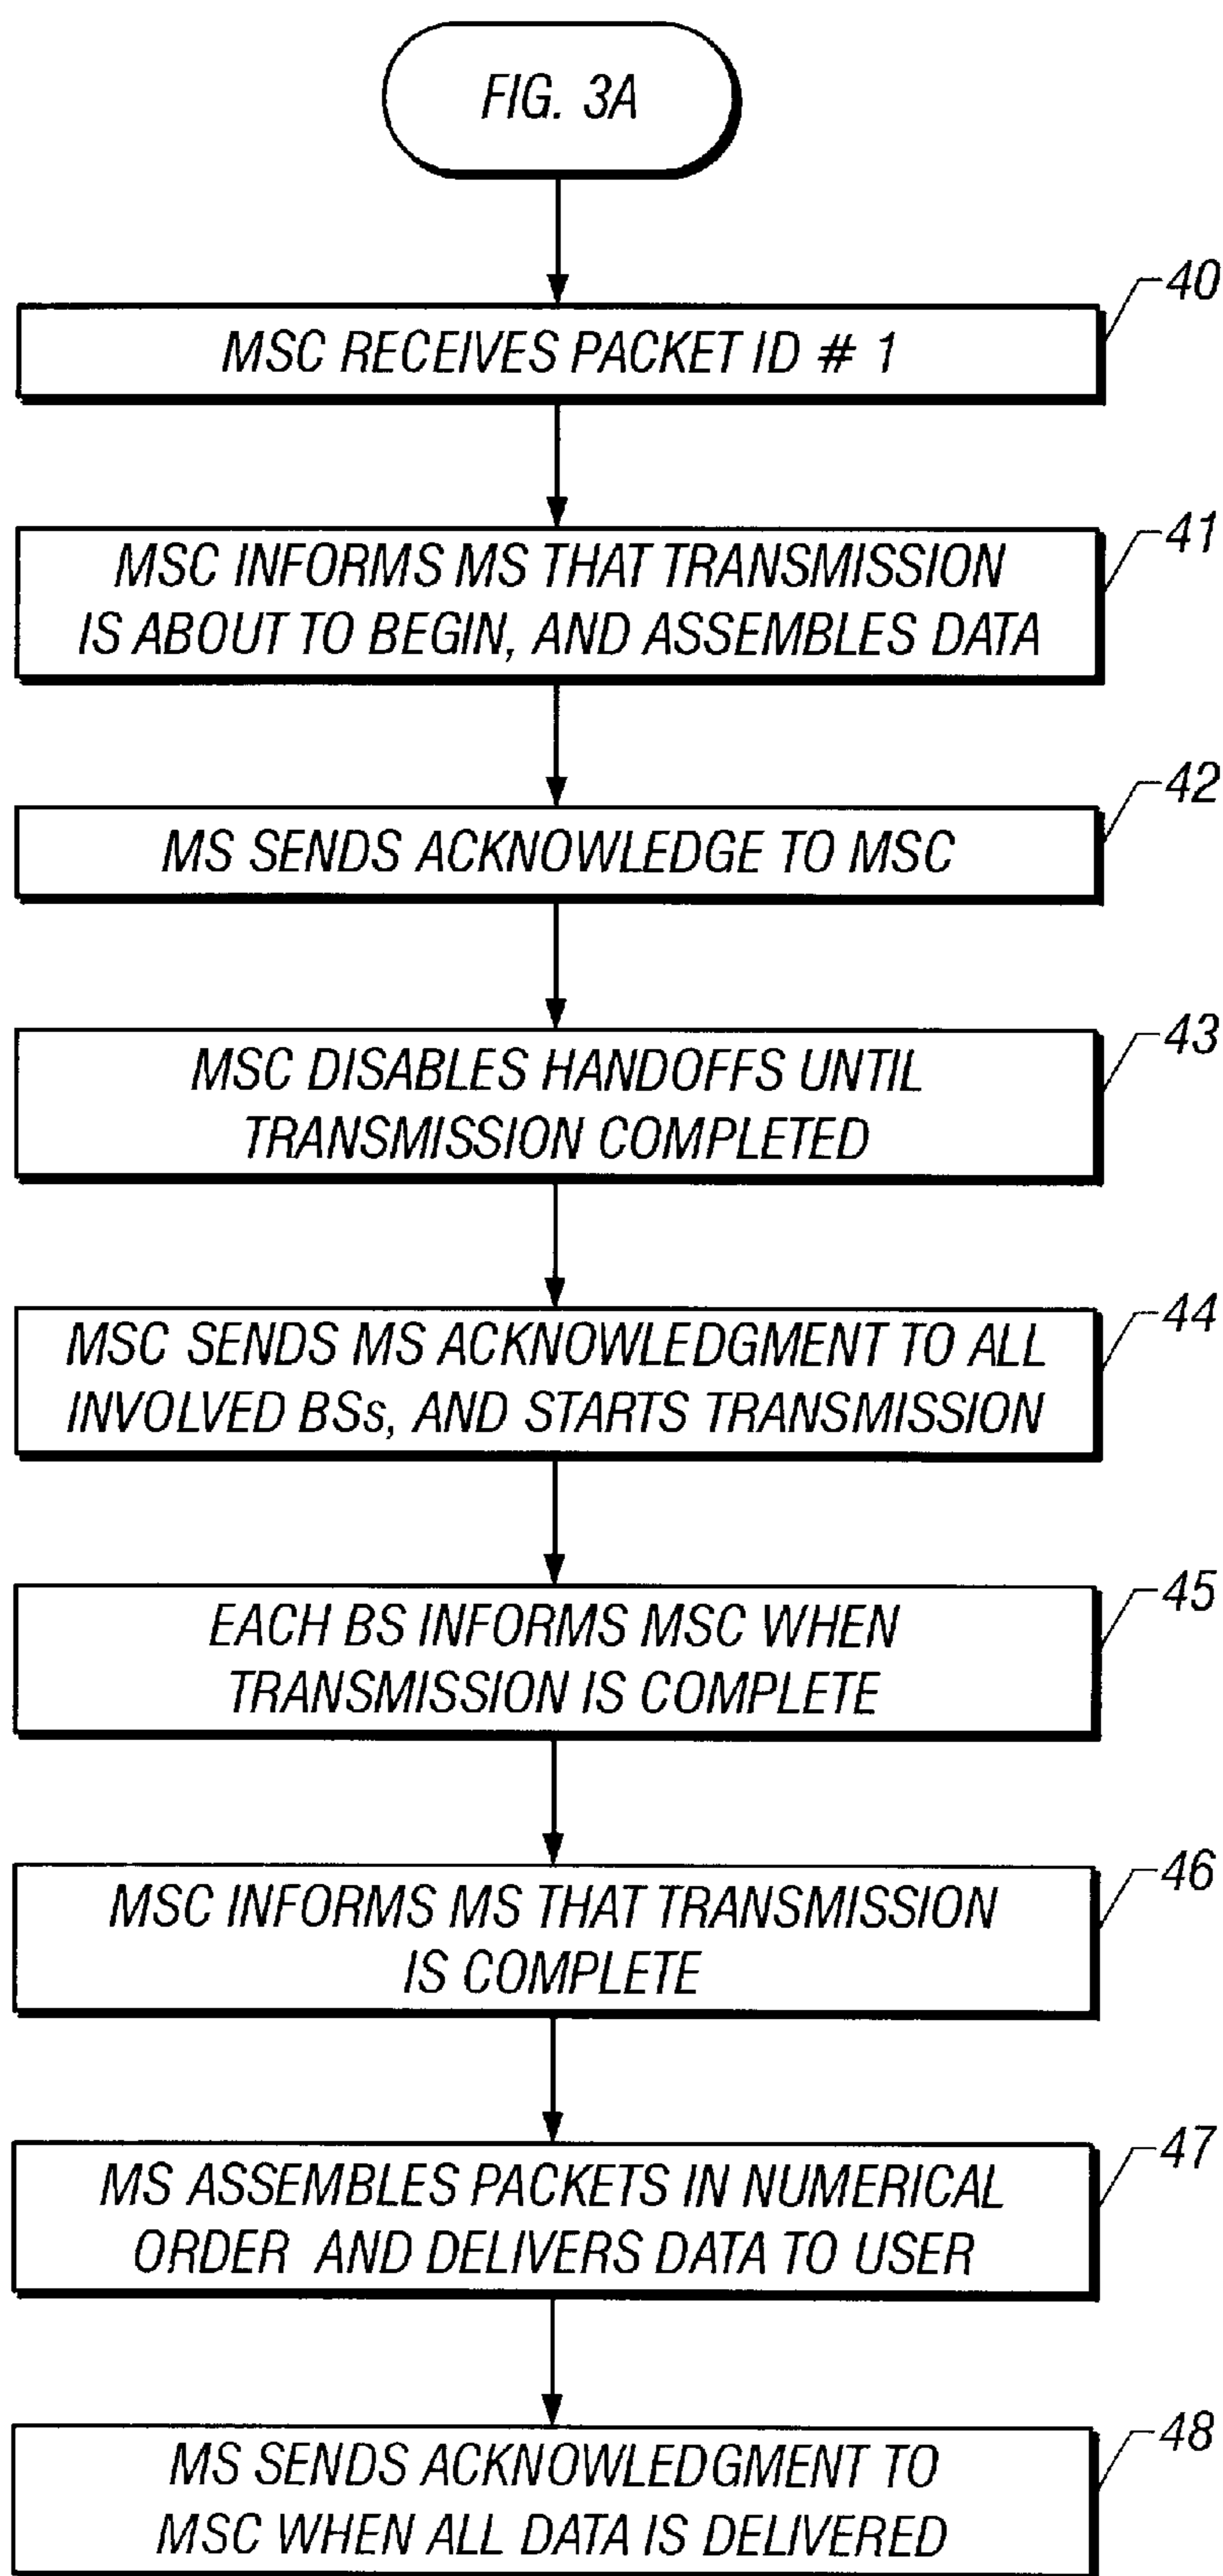 FIG. 3A
40
MSC RECEIVES PACKET ID # 1
41
MSC INFORMS MS THAT TRANSMISSION
IS ABOUT TO BEGIN, AND ASSEMBLES DATA
42
MS SENDS ACKNOWLEDGE TO MSC
43
MSC DISABLES HANDOFFS UNTIL
TRANSMISSION COMPLETED
44
MSC SENDS MS ACKNOWLEDGMENT TO ALL
INVOLVED BSs, AND STARTS TRANSMISSION
45
EACH BS INFORMS MSC WHEN
TRANSMISSION IS COMPLETE
46
MSC INFORMS MS THAT TRANSMISSION
IS COMPLETE
47
MS ASSEMBLES PACKETS IN NUMERICAL
ORDER AND DELIVERS DATA TO USER
48
MS SENDS ACKNOWLEDGMENT TO
MSC WHEN ALL DATA IS DELIVERED